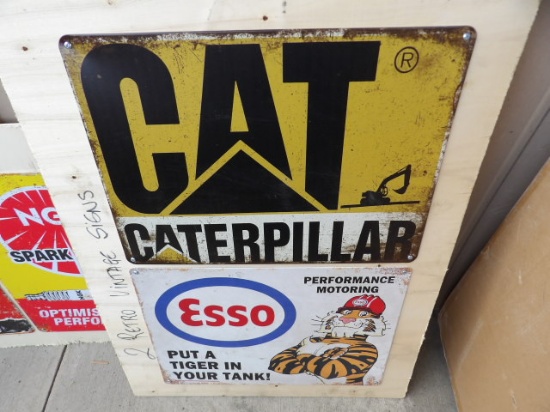 CAT®
CATERPILLAR
2 RETRO VINTAGE SIGNS
Esso
PERFORMANCE
MOTORING
PUT A
TIGER IN
YOUR TANK!
NG
SPARK
OPTIMIS
PERFO